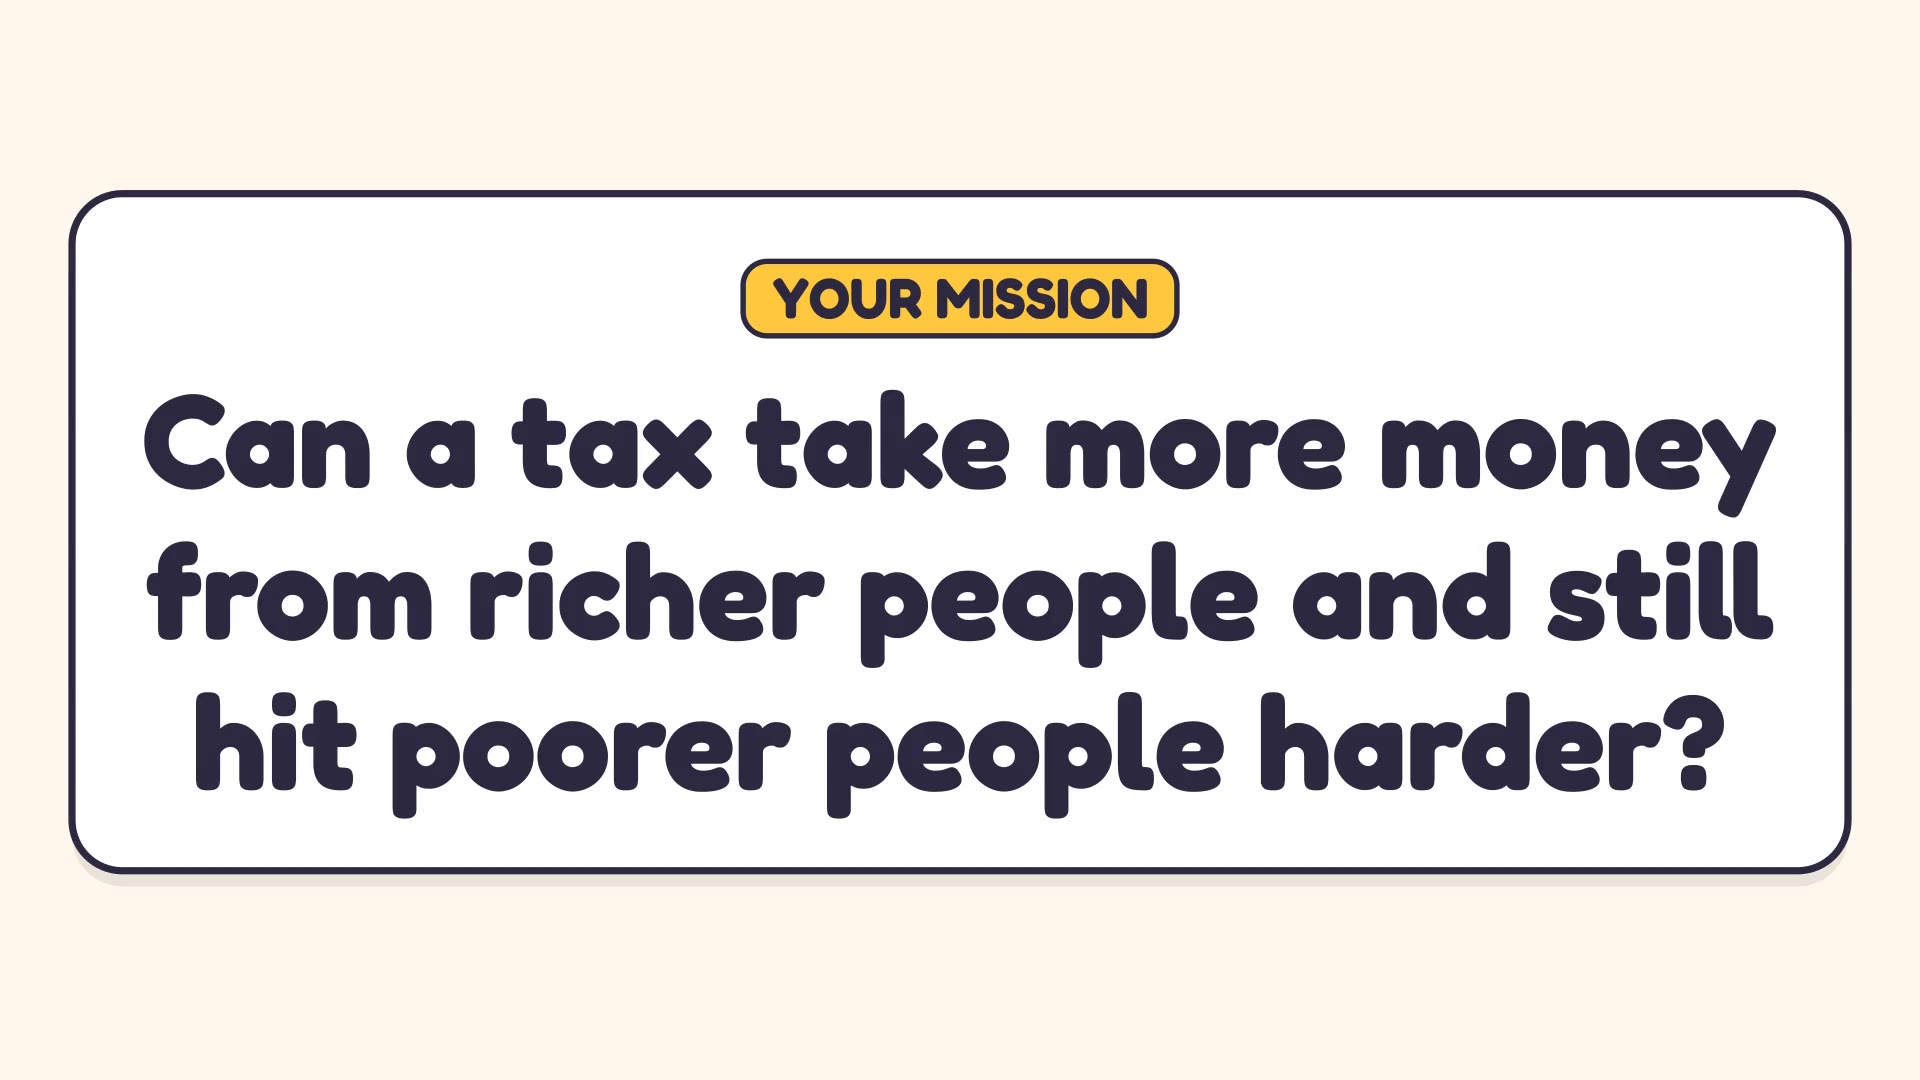 YOUR MISSION
Can a tax take more money
from richer people and still
hit poorer people harder?